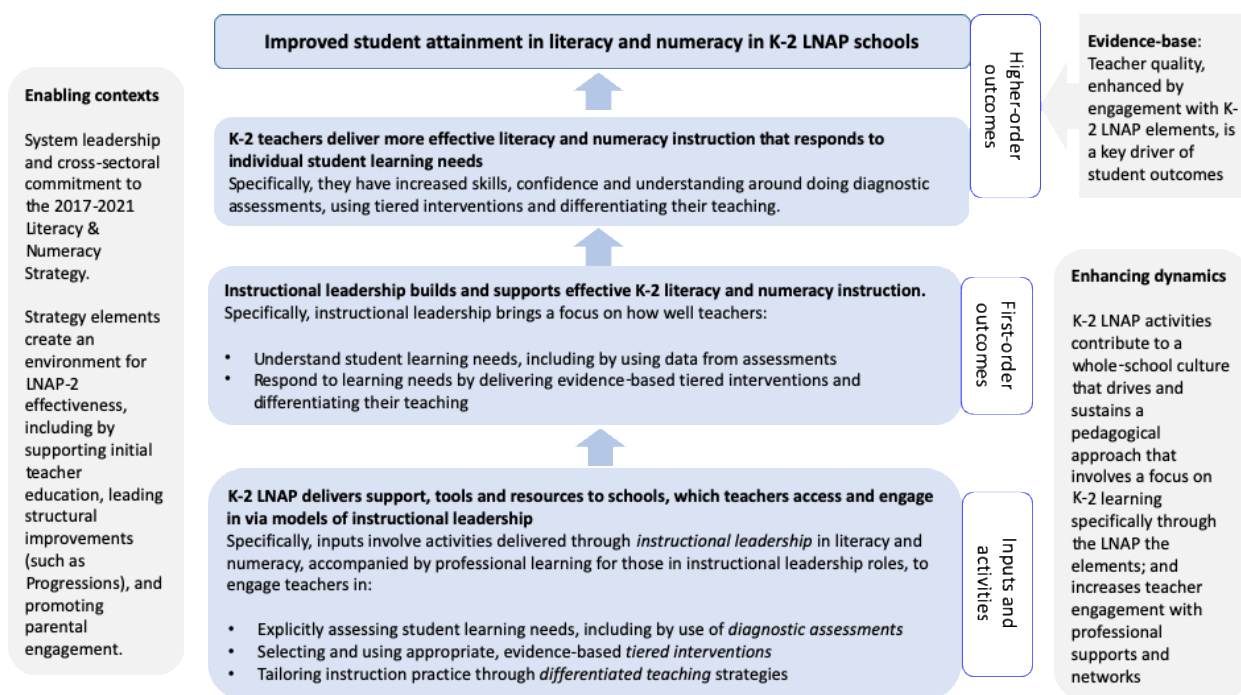 Improved student attainment in literacy and numeracy in K-2 LNAP schools
Higher-order
outcomes
Evidence-base:
Teacher quality,
enhanced by
engagement with K-
2 LNAP elements, is
a key driver of
student outcomes
Enabling contexts
System leadership
and cross-sectoral
commitment to
the 2017-2021
Literacy &
Numeracy
Strategy.
Strategy elements
create an
environment for
LNAP-2
effectiveness,
including by
supporting initial
teacher
education, leading
structural
improvements
(such as
Progressions), and
promoting
parental
engagement.
K-2 teachers deliver more effective literacy and numeracy instruction that responds to
individual student learning needs
Specifically, they have increased skills, confidence and understanding around doing diagnostic
assessments, using tiered interventions and differentiating their teaching.
Instructional leadership builds and supports effective K-2 literacy and numeracy instruction.
Specifically, instructional leadership brings a focus on how well teachers:
• Understand student learning needs, including by using data from assessments
• Respond to learning needs by delivering evidence-based tiered interventions and
differentiating their teaching
First-order
outcomes
K-2 LNAP delivers support, tools and resources to schools, which teachers access and engage
in via models of instructional leadership
Specifically, inputs involve activities delivered through instructional leadership in literacy and
numeracy, accompanied by professional learning for those in instructional leadership roles, to
engage teachers in:
• Explicitly assessing student learning needs, including by use of diagnostic assessments
• Selecting and using appropriate, evidence-based tiered interventions
• Tailoring instruction practice through differentiated teaching strategies
Inputs and
activities
Enhancing dynamics
K-2 LNAP activities
contribute to a
whole-school culture
that drives and
sustains a
pedagogical
approach that
involves a focus on
K-2 learning
specifically through
the LNAP the
elements; and
increases teacher
engagement with
professional
supports and
networks